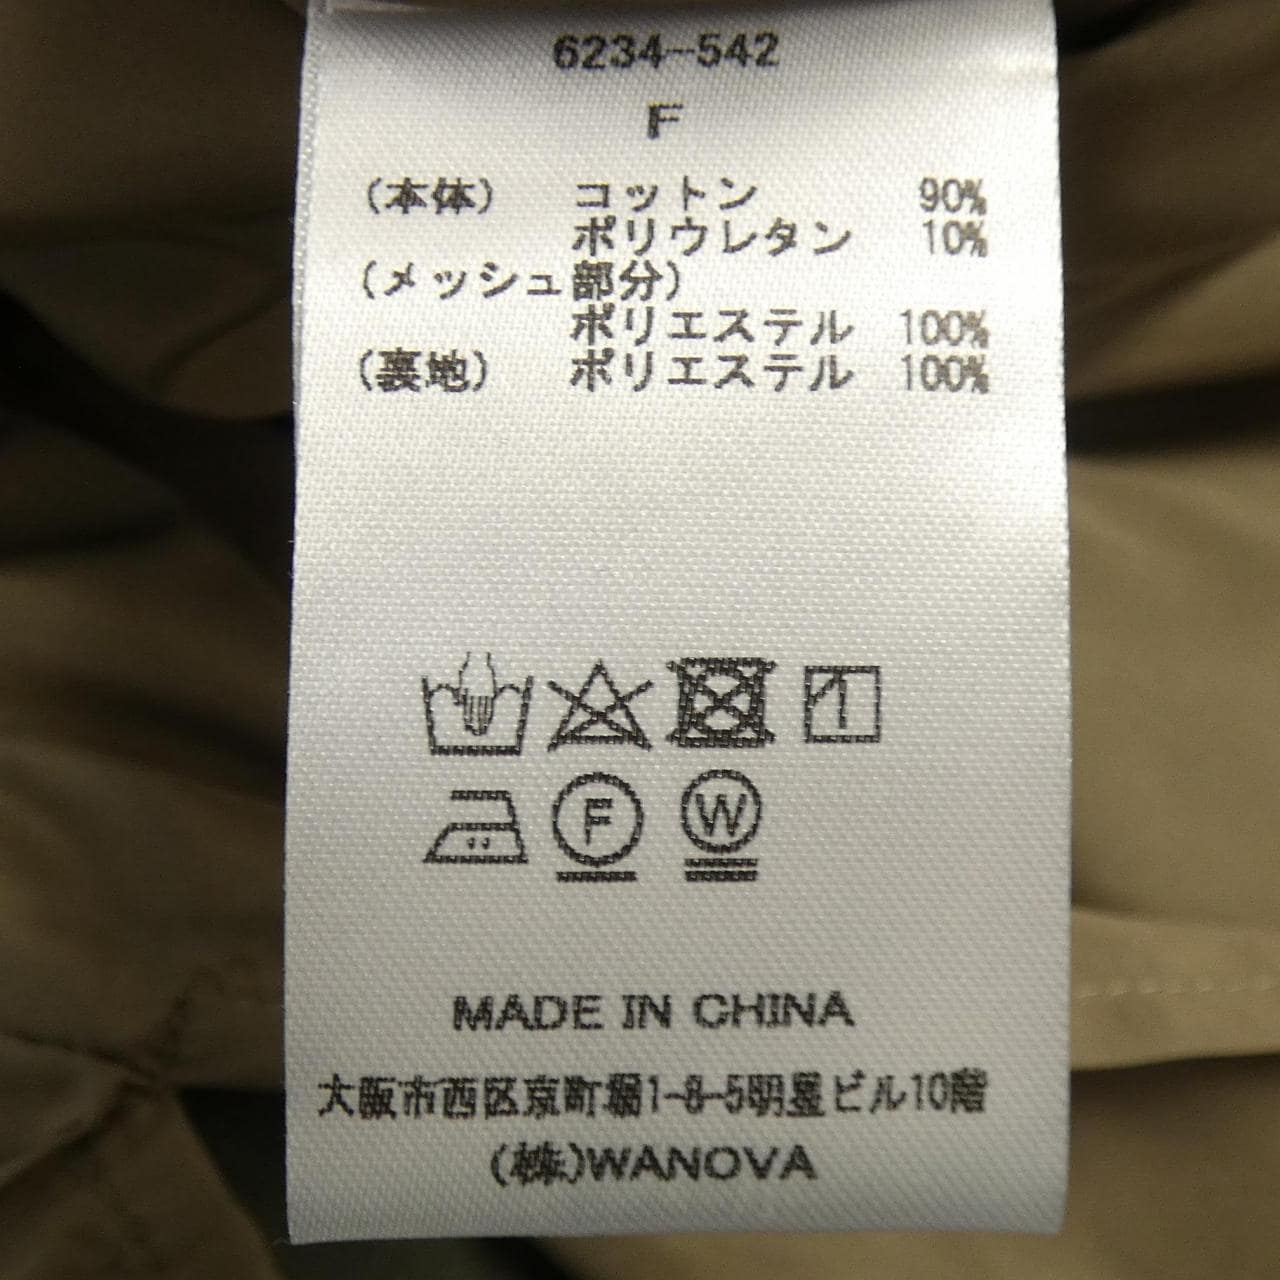 6234-542
F
(本体) コットン 90%
ポリウレタン 10%
(メッシュ部分)
ポリエステル 100%
(裏地) ポリエステル 100%
F W
MADE IN CHINA
大阪市西区京町堀1-8-5明星ビル10階
(株)WANOVA